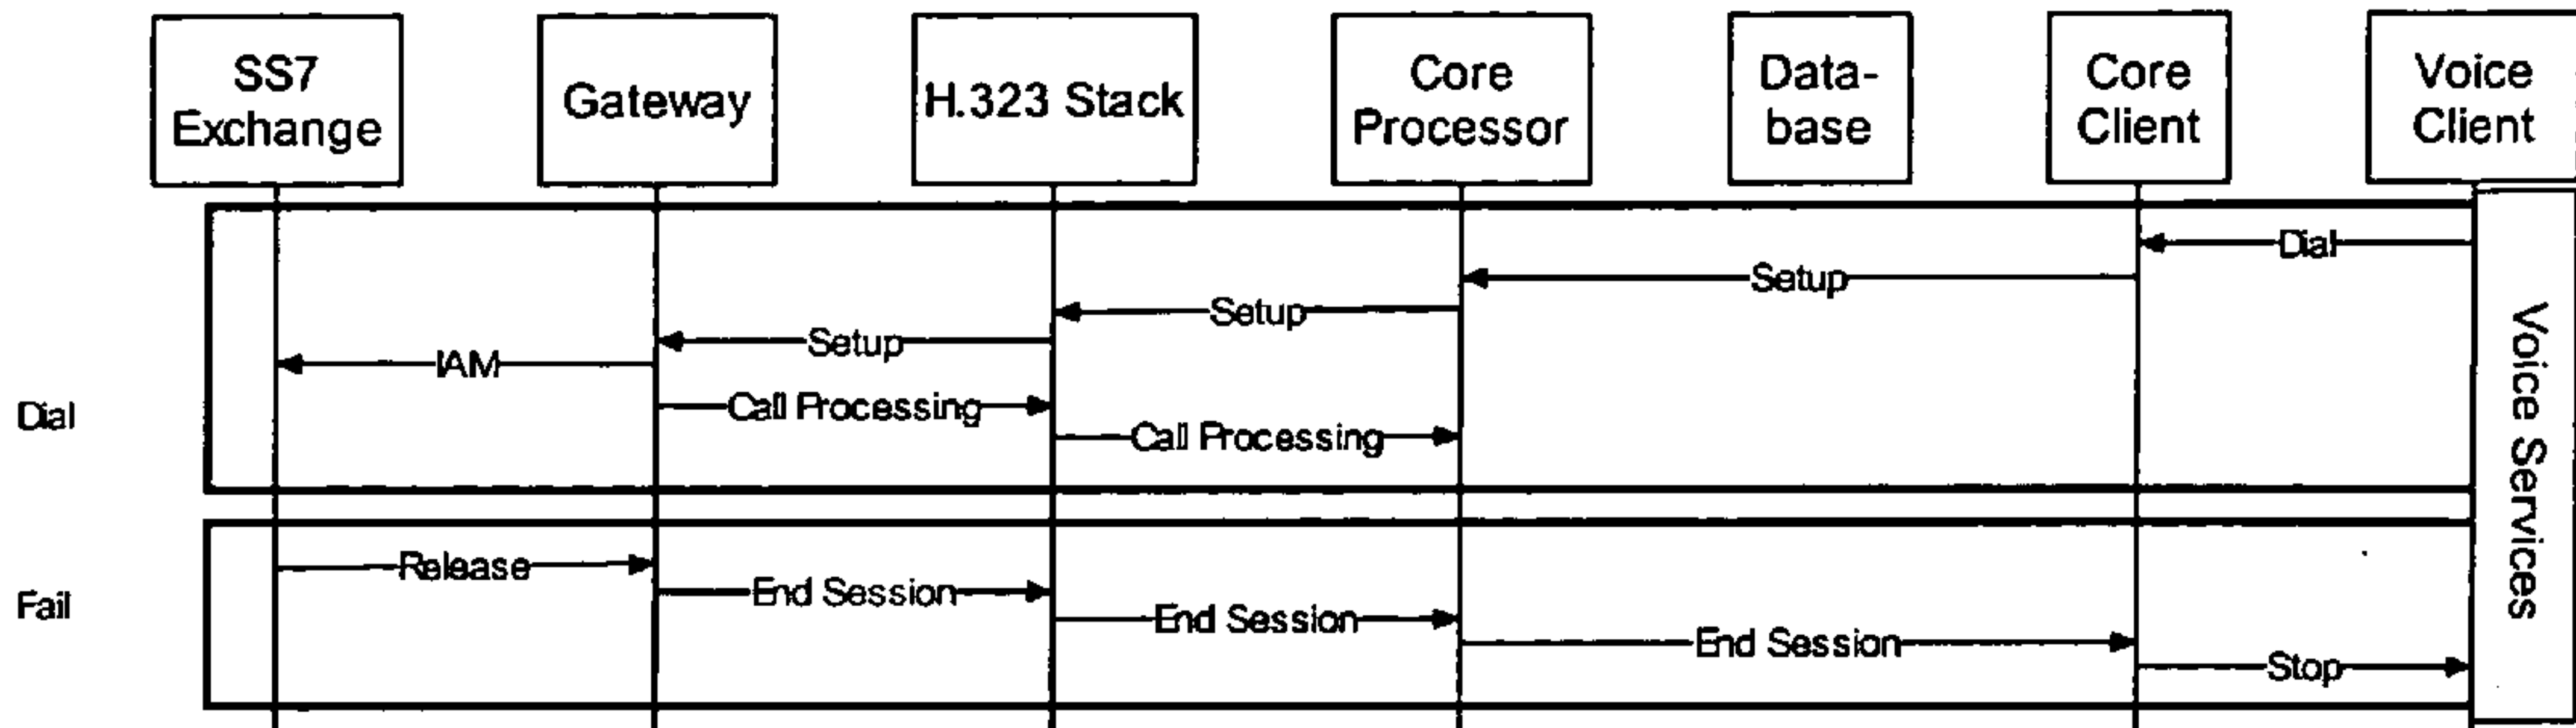 SS7
Exchange
Gateway
H.323 Stack
Core
Processor
Data-
base
Core
Client
Voice
Client
Dial
Setup
Setup
Setup
IAM
Call Processing
Dial
Call Processing
Voice Services
Release
End Session
Fail
End Session
End Session
Stop